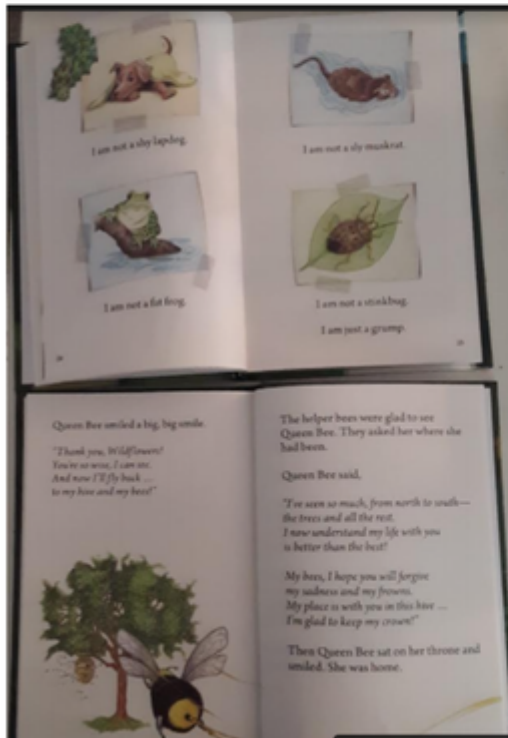 I am not a shy lapdog.
I am not a fat frog.
I am not a sly muskrat.
I am not a stinkbug.
I am just a grump.
Queen Bee smiled a big, big smile.
"Thank you, Wildflowers!
You're so wise, I can see.
And now I'll fly back ...
to my hive and my bees!"
The helper bees were glad to see
Queen Bee. They asked her where she
had been.
Queen Bee said,
"I've seen so much, from north to south—
the trees and all the rest.
I now understand my life with you
is better than the best!
My bees, I hope you will forgive
my sadness and my frowns.
My place is with you in this hive ...
I'm glad to keep my crown!"
Then Queen Bee sat on her throne and
smiled. She was home.